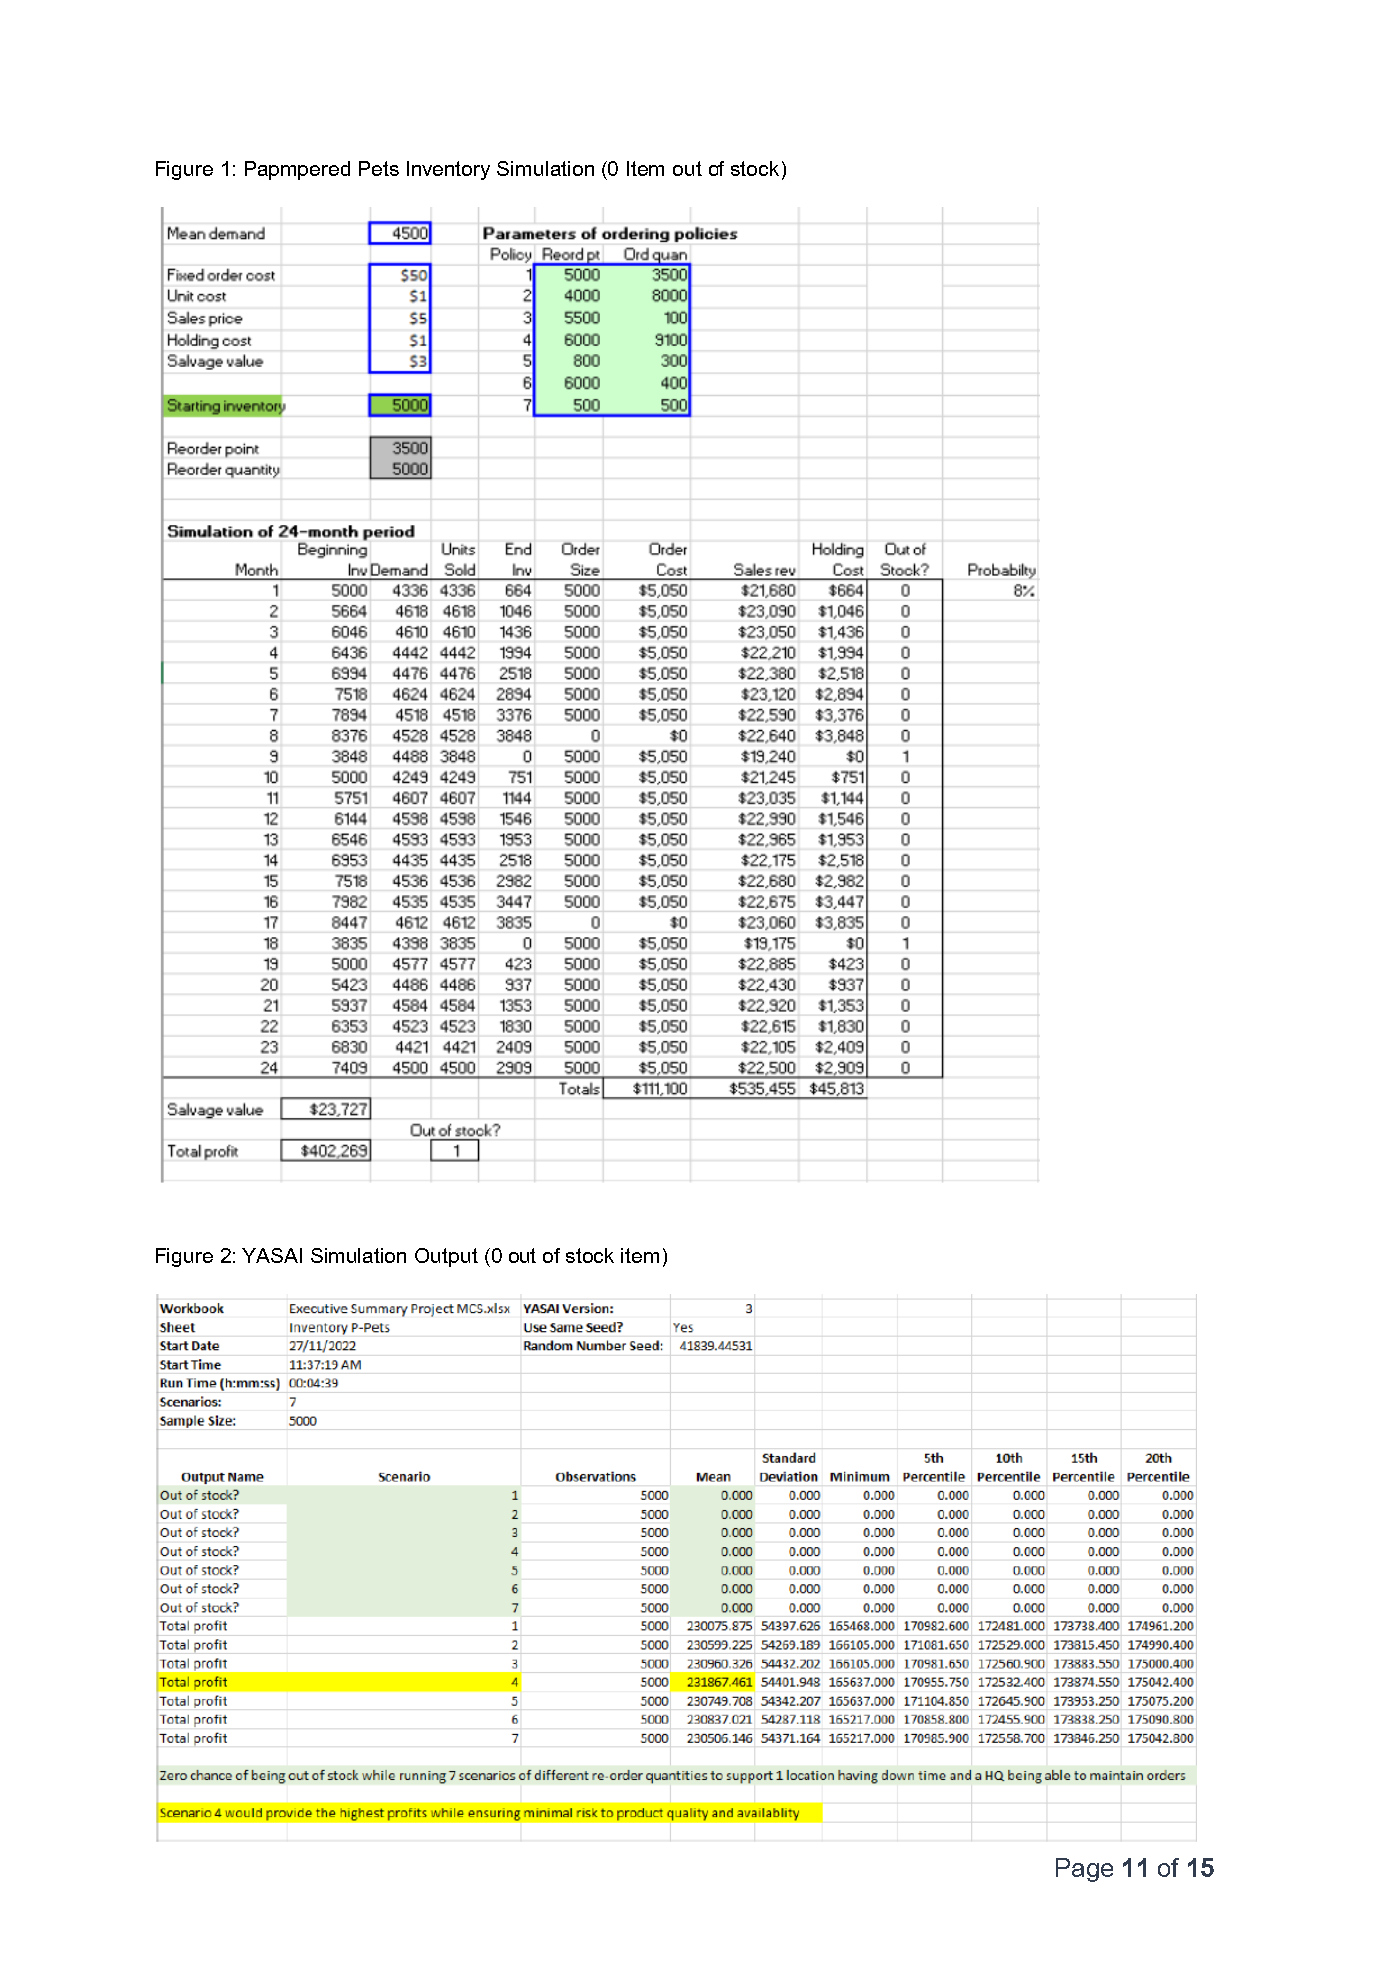 Figure 1: Papmpered Pets Inventory Simulation (0 Item out of stock)
Mean demand 4500 Parameters of ordering policies
Policy Reord pt Ord quan
Fixed order cost $50 1 5000 3500
Unit cost $1 2 4000 8000
Sales price $5 3 5500 100
Holding cost $1 4 6000 9100
Salvage value $3 5 800 300
6 6000 400
Starting inventory 5000 7 500 500
Reorder point 3500
Reorder quantity 5000
Simulation of 24-month period
Beginning Units End Order Order Holding Out of
Month Inv Demand Sold Inv Size Cost Sales rev Cost Stock? Probabilty
1 5000 4336 4336 664 5000 $5,050 $21,680 $664 0 8%
2 5664 4618 4618 1046 5000 $5,050 $23,090 $1,046 0
3 6046 4610 4610 1436 5000 $5,050 $23,050 $1,436 0
4 6436 4442 4442 1994 5000 $5,050 $22,210 $1,994 0
5 6994 4476 4476 2518 5000 $5,050 $22,380 $2,518 0
6 7518 4624 4624 2894 5000 $5,050 $23,120 $2,894 0
7 7894 4518 4518 3376 5000 $5,050 $22,590 $3,376 0
8 8376 4528 4528 3848 0 $0 $22,640 $3,848 0
9 3848 4488 3848 0 5000 $5,050 $19,240 $0 1
10 5000 4249 4249 751 5000 $5,050 $21,245 $751 0
11 5751 4607 4607 1144 5000 $5,050 $23,035 $1,144 0
12 6144 4598 4598 1546 5000 $5,050 $22,990 $1,546 0
13 6546 4593 4593 1953 5000 $5,050 $22,965 $1,953 0
14 6953 4435 4435 2518 5000 $5,050 $22,175 $2,518 0
15 7518 4536 4536 2982 5000 $5,050 $22,680 $2,982 0
16 7982 4535 4535 3447 5000 $5,050 $22,675 $3,447 0
17 8447 4612 4612 3835 0 $0 $23,060 $3,835 0
18 3835 4398 3835 0 5000 $5,050 $19,175 $0 1
19 5000 4577 4577 423 5000 $5,050 $22,885 $423 0
20 5423 4486 4486 937 5000 $5,050 $22,430 $937 0
21 5937 4584 4584 1353 5000 $5,050 $22,920 $1,353 0
22 6353 4523 4523 1830 5000 $5,050 $22,615 $1,830 0
23 6830 4421 4421 2409 5000 $5,050 $22,105 $2,409 0
24 7409 4500 4500 2909 5000 $5,050 $22,500 $2,909 0
Totals $111,100 $535,455 $45,813
Salvage value $23,727
Out of stock?
Total profit $402,269 1
Figure 2: YASAI Simulation Output (0 out of stock item)
Workbook Executive Summary Project MCS.xlsx YASAI Version: 3
Sheet Inventory P-Pets Use Same Seed? Yes
Start Date 27/11/2022 Random Number Seed: 41839.44531
Start Time 11:37:19 AM
Run Time (h:mm:ss) 00:04:39
Scenarios: 7
Sample Size: 5000
Standard 5th 10th 15th 20th
Output Name Scenario Observations Mean Deviation Minimum Percentile Percentile Percentile Percentile
Out of stock? 1 5000 0.000 0.000 0.000 0.000 0.000 0.000 0.000
Out of stock? 2 5000 0.000 0.000 0.000 0.000 0.000 0.000 0.000
Out of stock? 3 5000 0.000 0.000 0.000 0.000 0.000 0.000 0.000
Out of stock? 4 5000 0.000 0.000 0.000 0.000 0.000 0.000 0.000
Out of stock? 5 5000 0.000 0.000 0.000 0.000 0.000 0.000 0.000
Out of stock? 6 5000 0.000 0.000 0.000 0.000 0.000 0.000 0.000
Out of stock? 7 5000 0.000 0.000 0.000 0.000 0.000 0.000 0.000
Total profit 1 5000 230075.875 54397.626 165468.000 170982.600 172481.000 173738.400 174961.200
Total profit 2 5000 230599.225 54269.189 166105.000 171081.650 172529.000 173815.450 174990.400
Total profit 3 5000 230960.326 54432.202 166105.000 170981.650 172560.900 173883.550 175000.400
Total profit 4 5000 231867.461 54401.948 165637.000 170955.750 172532.400 173874.550 175042.400
Total profit 5 5000 230749.708 54342.207 165637.000 171104.850 172645.900 173953.250 175075.200
Total profit 6 5000 230837.021 54287.118 165217.000 170858.800 172455.900 173838.250 175090.800
Total profit 7 5000 230506.146 54371.164 165217.000 170985.900 172558.700 173846.250 175042.800
Zero chance of being out of stock while running 7 scenarios of different re-order quantities to support 1 location having down time and a HQ being able to maintain orders
Scenario 4 would provide the highest profits while ensuring minimal risk to product quality and availablity
Page 11 of 15